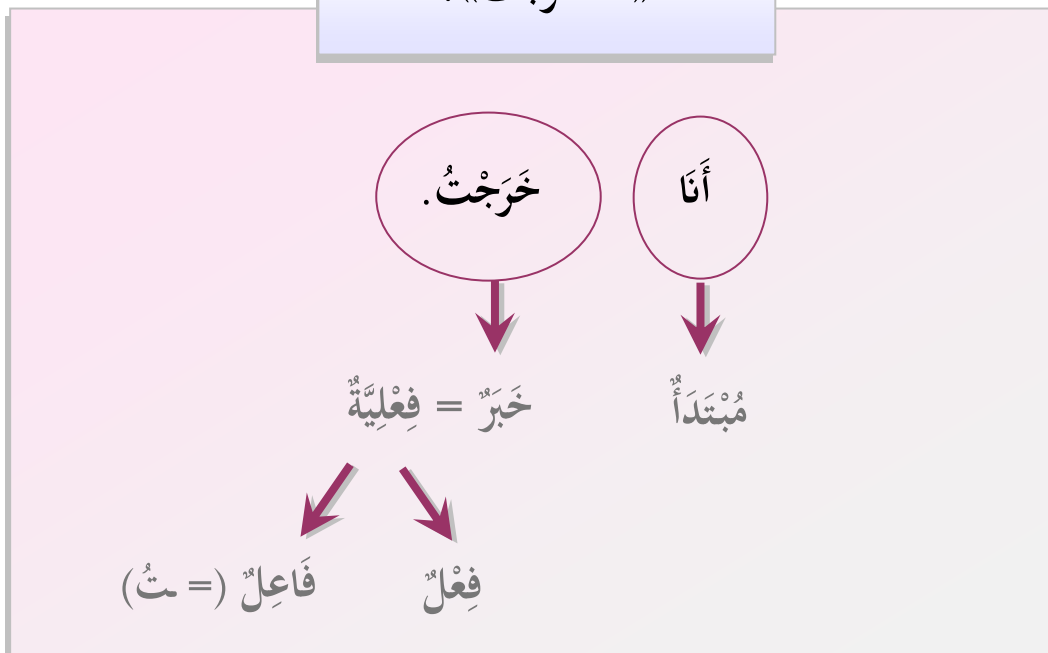 أَنَا خَرَجْتُ.
مُبْتَدَأٌ خَبَرٌ = فِعْلِيَّةٌ
فِعْلٌ فَاعِلٌ (= ـتُ)